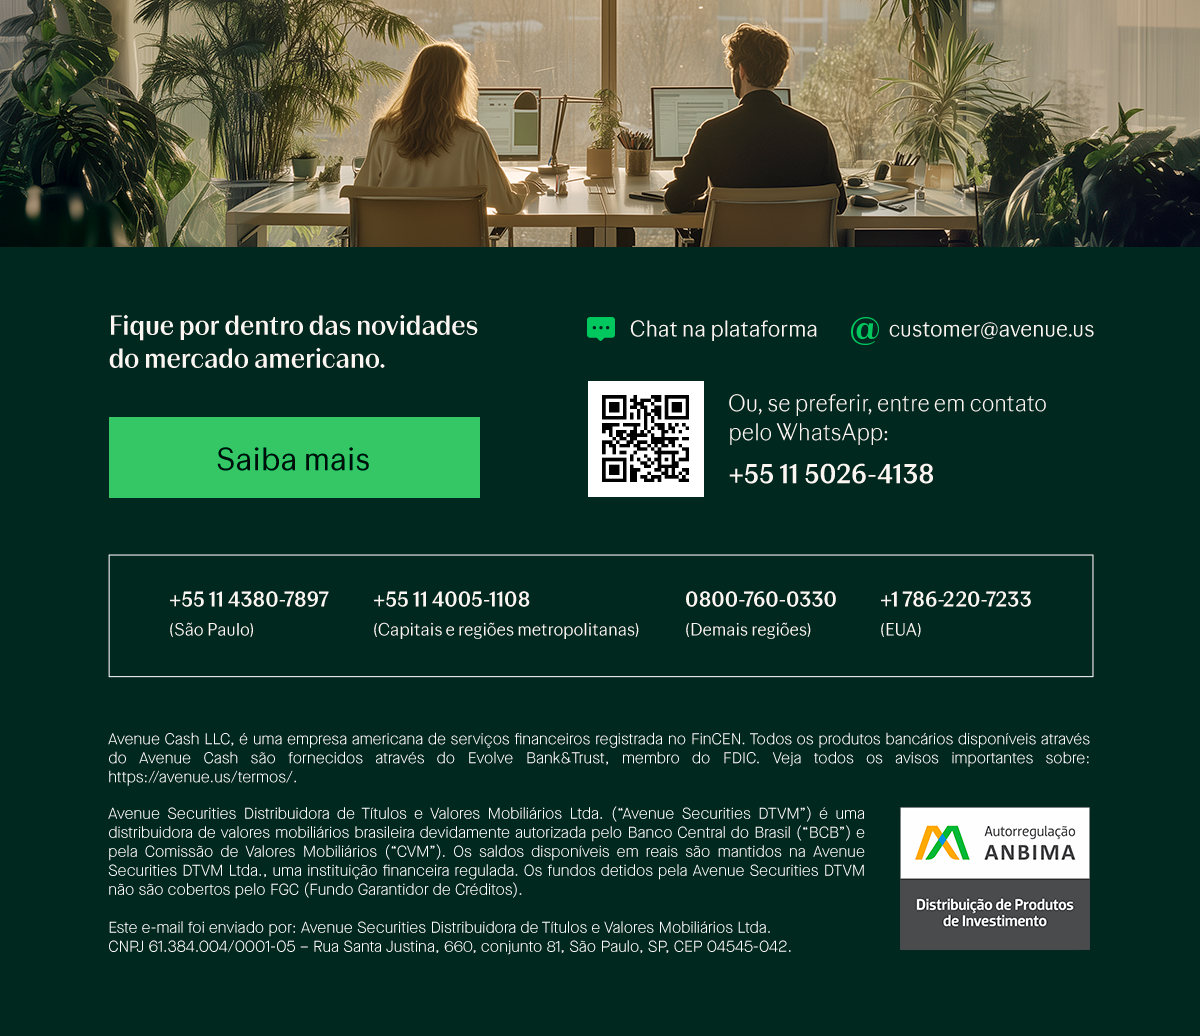 Fique por dentro das novidades
do mercado americano.
Saiba mais
Chat na plataforma
@ customer@avenue.us
Ou, se preferir, entre em contato
pelo WhatsApp:
+55 11 5026-4138
+55 11 4380-7897
(São Paulo)
+55 11 4005-1108
(Capitais e regiões metropolitanas)
0800-760-0330
(Demais regiões)
+1 786-220-7233
(EUA)
Avenue Cash LLC, é uma empresa americana de serviços financeiros registrada no FinCEN. Todos os produtos bancários disponíveis através
do Avenue Cash são fornecidos através do Evolve Bank&Trust, membro do FDIC. Veja todos os avisos importantes sobre:
https://avenue.us/termos/.
Avenue Securities Distribuidora de Títulos e Valores Mobiliários Ltda. (“Avenue Securities DTVM”) é uma
distribuidora de valores mobiliários brasileira devidamente autorizada pelo Banco Central do Brasil (“BCB”) e
pela Comissão de Valores Mobiliários (“CVM”). Os saldos disponíveis em reais são mantidos na Avenue
Securities DTVM Ltda., uma instituição financeira regulada. Os fundos detidos pela Avenue Securities DTVM
não são cobertos pelo FGC (Fundo Garantidor de Créditos).
Este e-mail foi enviado por: Avenue Securities Distribuidora de Títulos e Valores Mobiliários Ltda.
CNPJ 61.384.004/0001-05 – Rua Santa Justina, 660, conjunto 81, São Paulo, SP, CEP 04545-042.
Autorregulação
ANBIMA
Distribuição de Produtos
de Investimento